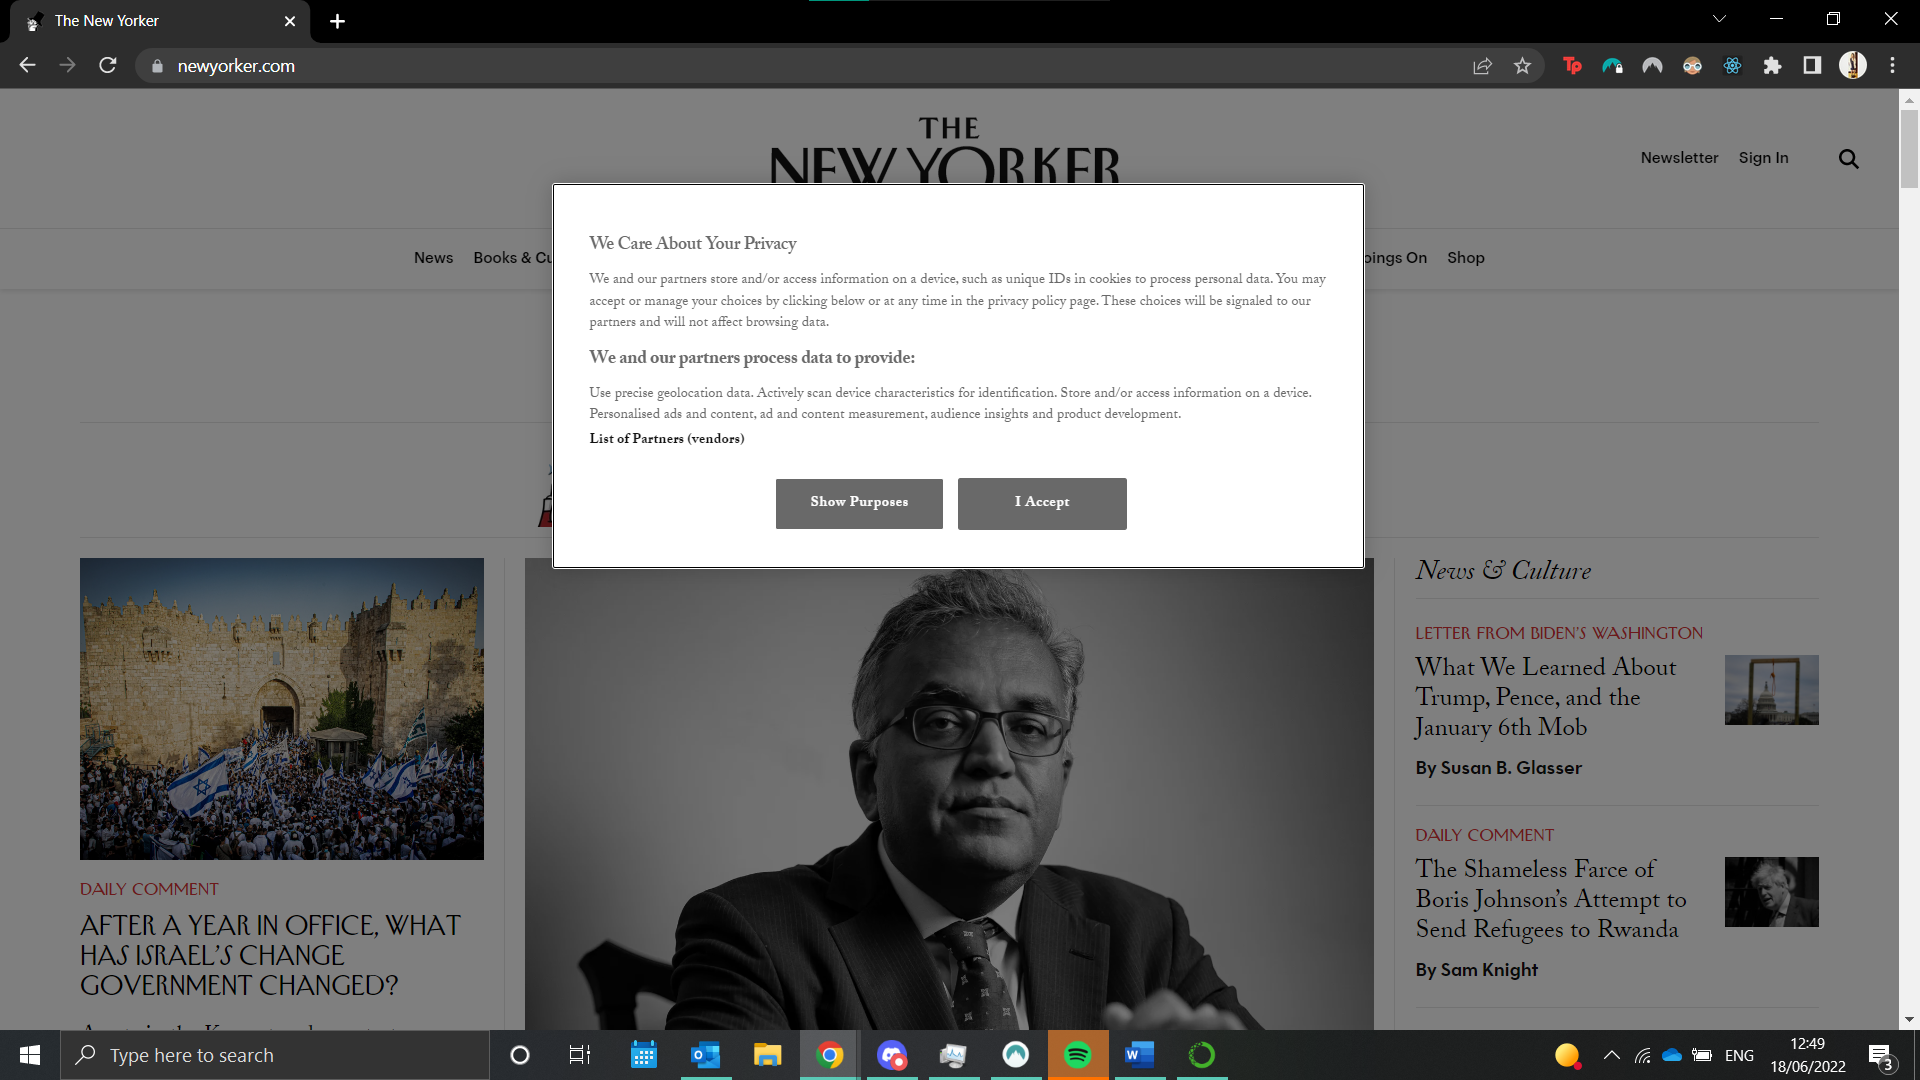 The New Yorker
newyorker.com
THE
NEW YORKER
Newsletter Sign In
News Books & Cu
oings On Shop
We Care About Your Privacy
We and our partners store and/or access information on a device, such as unique IDs in cookies to process personal data. You may
accept or manage your choices by clicking below or at any time in the privacy policy page. These choices will be signaled to our
partners and will not affect browsing data.
We and our partners process data to provide:
Use precise geolocation data. Actively scan device characteristics for identification. Store and/or access information on a device.
Personalised ads and content, ad and content measurement, audience insights and product development.
List of Partners (vendors)
Show Purposes
I Accept
DAILY COMMENT
AFTER A YEAR IN OFFICE, WHAT
HAS ISRAEL'S CHANGE
GOVERNMENT CHANGED?
News & Culture
LETTER FROM BIDEN'S WASHINGTON
What We Learned About
Trump, Pence, and the
January 6th Mob
By Susan B. Glasser
DAILY COMMENT
The Shameless Farce of
Boris Johnson's Attempt to
Send Refugees to Rwanda
By Sam Knight
Type here to search
ENG
12:49
18/06/2022
3